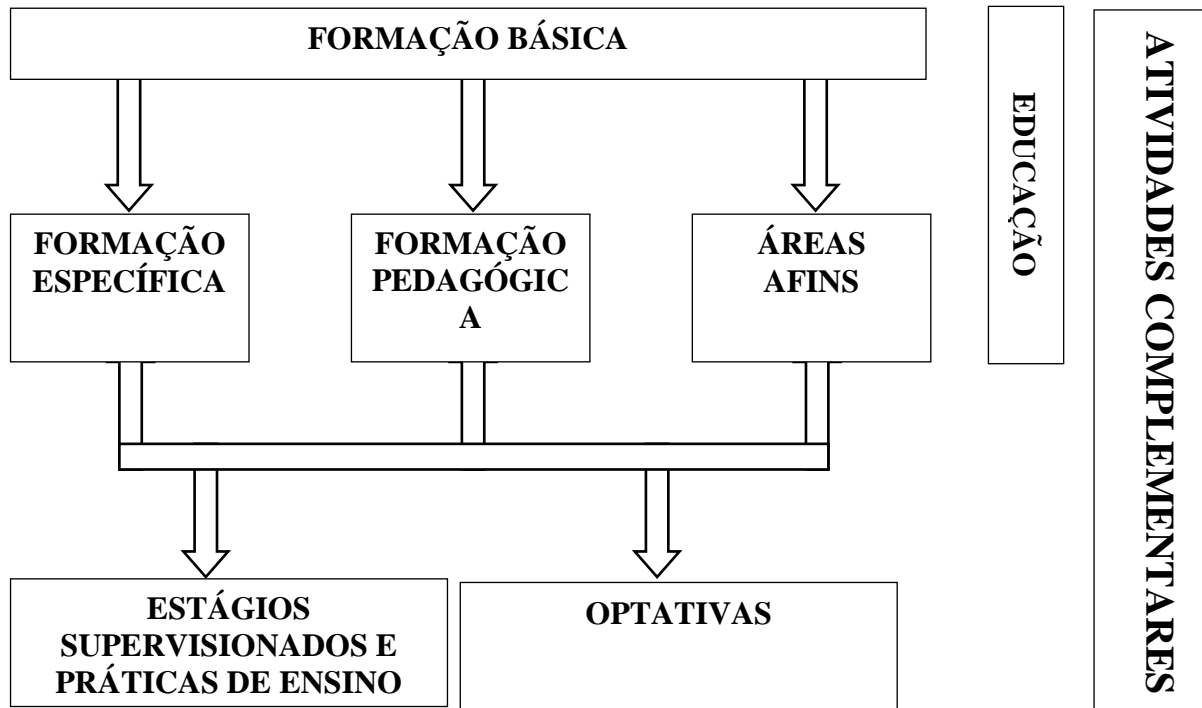 FORMAÇÃO BÁSICA
FORMAÇÃO
ESPECÍFICA
FORMAÇÃO
PEDAGÓGIC
A
ÁREAS
AFINS
ESTÁGIOS
SUPERVISIONADOS E
PRÁTICAS DE ENSINO
OPTATIVAS
EDUCAÇÃO
ATIVIDADES COMPLEMENTARES